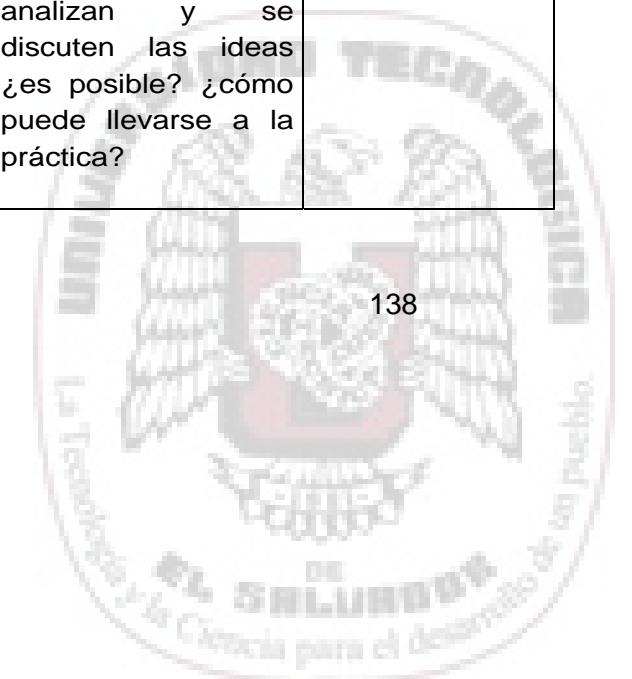 analizan y se
discuten las ideas
¿es posible? ¿cómo
puede llevarse a la
práctica?
138
UNIVERSIDAD TECNOLOGICA
DE
EL SALVADOR
La Tecnología y la Ciencia para el desarrollo de un pueblo.